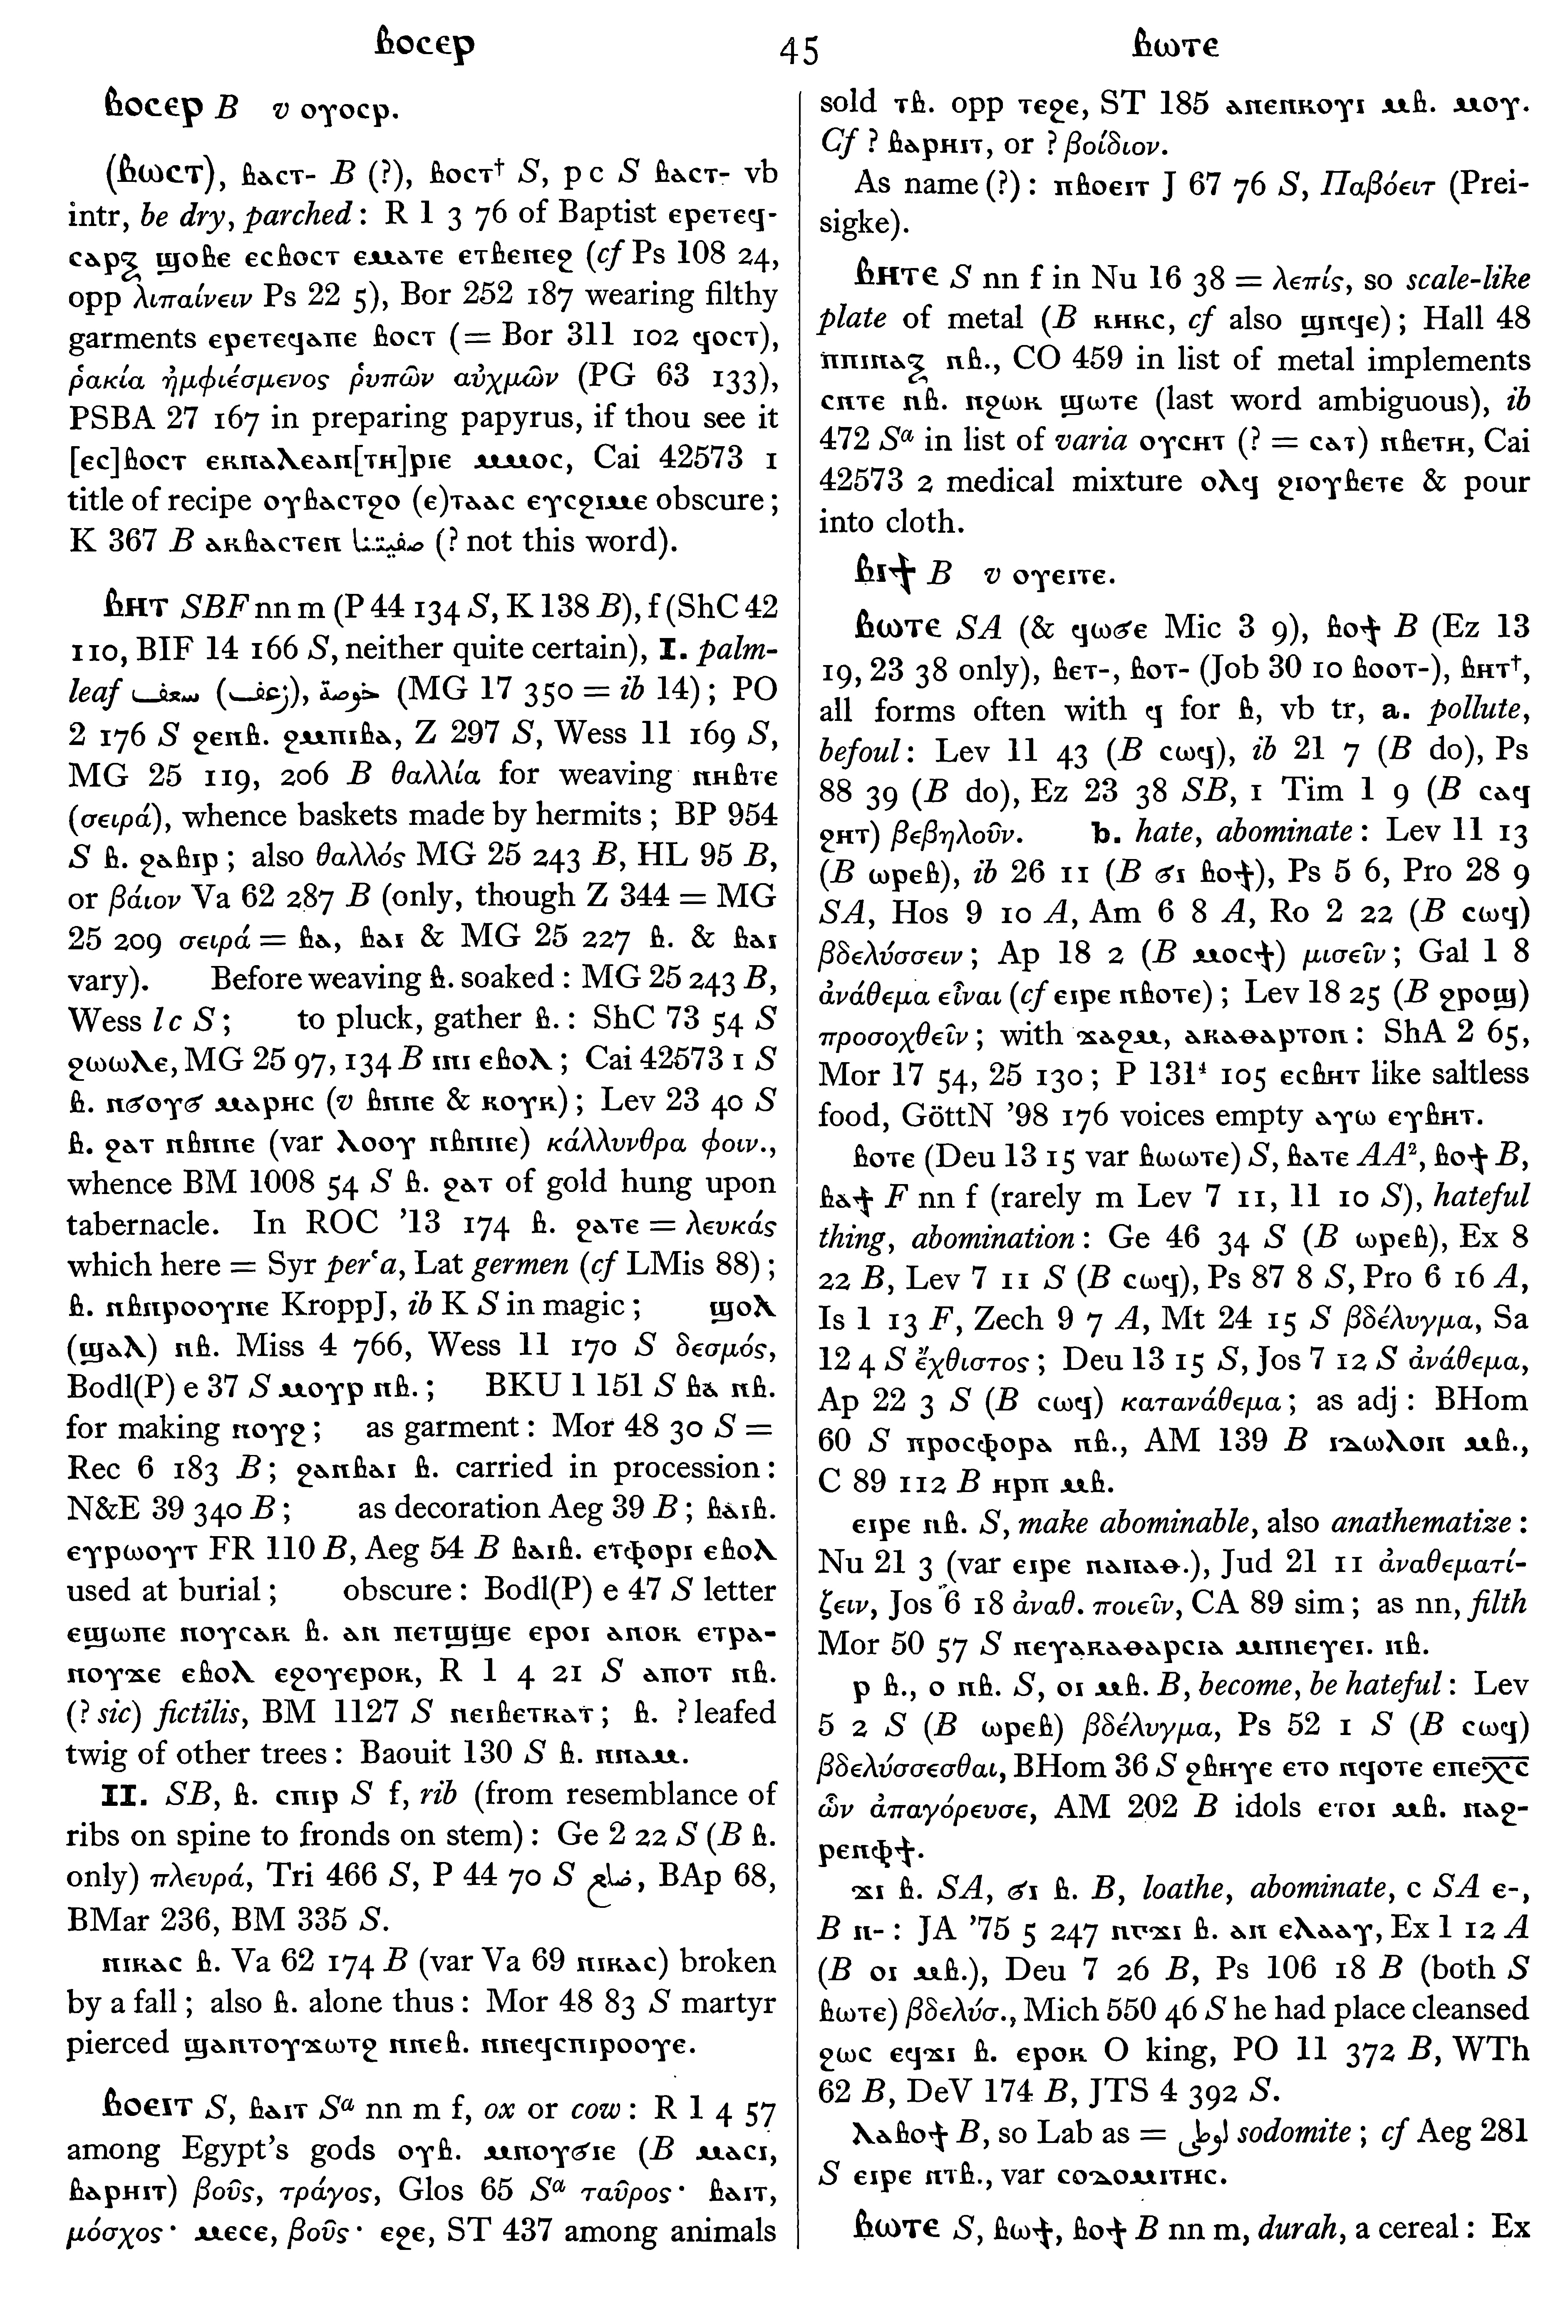 ⲃⲟⲥⲉⲣ 45 ⲃⲱⲧⲉ
ⲃⲟⲥⲉⲣ B v ⲟⲩⲟⲥⲣ.
(ⲃⲱⲥⲧ), ⲃⲁⲥⲧ- B (?), ⲃⲟⲥⲧ† S, p c S ⲃⲁⲥⲧ- vb
intr, be dry, parched: R 1 3 76 of Baptist ⲉⲣⲉⲧⲉϥ-
ⲥⲁⲣⲝ ϣⲟⲃⲉ ⲉⲥⲃⲟⲥⲧ ⲉⲙⲁⲧⲉ ⲉⲧⲃⲉⲛⲉϩ (cf Ps 108 24,
opp λιπαίνειν Ps 22 5), Bor 252 187 wearing filthy
garments ⲉⲣⲉⲧⲉϥⲁⲡⲉ ⲃⲟⲥⲧ (= Bor 311 102 ϥⲟⲥⲧ),
ῥακία ἠμφιέσμενος ῥυπῶν αὐχμῶν (PG 63 133),
PSBA 27 167 in preparing papyrus, if thou see it
[ⲉⲥ]ⲃⲟⲥⲧ ⲉⲕⲛⲁⲗⲉⲁⲛ[ⲧⲏ]ⲣⲓⲉ ⲙⲙⲟⲥ, Cai 42573 1
title of recipe ⲟⲩⲃⲁⲥⲧϩⲟ (ⲉ)ⲧⲁⲁⲥ ⲉⲩⲥϩⲓⲙⲉ obscure;
K 367 B ⲁⲕⲃⲁⲥⲧⲉⲛ (? not this word).
ⲃⲏⲧ SBF nn m (P 44 134 S, K 138 B), f (ShC 42
110, BIF 14 166 S, neither quite certain), I. palm-
leaf سعف (زعف), خوصة (MG 17 350 = ib 14); PO
2 176 S ϩⲉⲛⲃ. ϩⲙⲡⲓⲃⲁ, Z 297 S, Wess 11 169 S,
MG 25 119, 206 B θαλλία for weaving ⲛⲏⲃⲧⲉ
(σειρά), whence baskets made by hermits; BP 954
S ⲃ. ϩⲁⲃⲓⲣ; also θαλλός MG 25 243 B, HL 95 B,
or βάιον Va 62 287 B (only, though Z 344 = MG
25 209 σειρά = ⲃⲁ, ⲃⲁⲓ & MG 25 227 ⲃ. & ⲃⲁⲓ
vary). Before weaving ⲃ. soaked: MG 25 243 B,
Wess l c S; to pluck, gather ⲃ.: ShC 73 54 S
ϩⲱⲱⲗⲉ, MG 25 97, 134 B ⲓⲛⲓ ⲉⲃⲟⲗ; Cai 42573 1 S
ⲃ. ⲛϭⲟⲩϭ ⲙⲁⲣⲏⲥ (v ⲃⲛⲛⲉ & ⲕⲟⲩⲕ); Lev 23 40 S
ⲃ. ϩⲁⲧ ⲛⲃⲛⲛⲉ (var ⲗⲟⲟⲩ ⲛⲃⲛⲛⲉ) κάλλυνθρα φοιν.,
whence BM 1008 54 S ⲃ. ϩⲁⲧ of gold hung upon
tabernacle. In ROC '13 174 ⲃ. ϩⲁⲧⲉ = λευκάς
which here = Syr perʿa, Lat germen (cf LMis 88);
ⲃ. ⲛⲃⲛⲣⲟⲟⲩⲛⲉ KroppJ, ib K S in magic; ϣⲟⲗ
(ϣⲁⲗ) ⲛⲃ. Miss 4 766, Wess 11 170 S δεσμός,
Bodl(P) e 37 S ⲙⲟⲩⲣ ⲛⲃ.; BKU 1 151 S ⲃⲁ ⲛⲃ.
for making ⲛⲟⲩϩ; as garment: Mor 48 30 S =
Rec 6 183 B; ϩⲁⲛⲃⲁⲓ ⲃ. carried in procession:
N&E 39 340 B; as decoration Aeg 39 B; ⲃⲁⲓⲃ.
ⲉⲩⲣⲱⲟⲩⲧ FR 110 B, Aeg 54 B ⲃⲁⲓⲃ. ⲉⲧⲫⲟⲣⲓ ⲉⲃⲟⲗ
used at burial; obscure: Bodl(P) e 47 S letter
ⲉϣⲱⲡⲉ ⲛⲟⲩⲥⲁⲕ ⲃ. ⲁⲛ ⲡⲉⲧϣϣⲉ ⲉⲣⲟⲓ ⲁⲛⲟⲕ ⲉⲧⲣⲁ-
ⲛⲟⲩϫⲉ ⲉⲃⲟⲗ ⲉϩⲟⲩⲉⲣⲟⲕ, R 1 4 21 S ⲁⲡⲟⲧ ⲛⲃ.
(? sic) fictilis, BM 1127 S ⲡⲉⲓⲃⲉⲧⲕⲁⲧ; ⲃ. ? leafed
twig of other trees: Baouit 130 S ⲃ. ⲛⲛⲁⲙ.
II. SB, ⲃ. ⲥⲡⲓⲣ S f, rib (from resemblance of
ribs on spine to fronds on stem): Ge 2 22 S (B ⲃ.
only) πλευρά, Tri 466 S, P 44 70 S ضلع, BAp 68,
BMar 236, BM 335 S.
ⲡⲓⲕⲁⲥ ⲃ. Va 62 174 B (var Va 69 ⲡⲓⲕⲁⲥ) broken
by a fall; also ⲃ. alone thus: Mor 48 83 S martyr
pierced ϣⲁⲛⲧⲟⲩϫⲱⲧϩ ⲛⲛⲉⲃ. ⲛⲛⲉϥⲥⲡⲓⲣⲟⲟⲩⲉ.
ⲃⲟⲉⲓⲧ S, ⲃⲁⲓⲧ Sᵃ nn m f, ox or cow: R 1 4 57
among Egypt's gods ⲟⲩⲃ. ⲙⲛⲟⲩϭⲓⲉ (B ⲙⲁⲥⲓ,
ⲃⲁⲣⲏⲓⲧ) βοῦς, τράγος, Glos 65 Sᵃ ταῦρος· ⲃⲁⲓⲧ,
μόσχος· ⲙⲉⲥⲉ, βοῦς· ⲉϩⲉ, ST 437 among animals
sold ⲧⲃ. opp ⲧⲉϩⲉ, ST 185 ⲁⲡⲉⲛⲕⲟⲩⲓ ⲙⲃ. ⲙⲟⲩ.
Cf ? ⲃⲁⲣⲏⲓⲧ, or ? βοίδιον.
As name (?): ⲡⲃⲟⲉⲓⲧ J 67 76 S, Παβόειτ (Prei-
sigke).
ⲃⲏⲧⲉ S nn f in Nu 16 38 = λεπίς, so scale-like
plate of metal (B ⲕⲏⲕⲥ, cf also ϣⲛϥⲉ); Hall 48
ⲛⲡⲓⲛⲁⲝ ⲛⲃ., CO 459 in list of metal implements
ⲥⲛⲧⲉ ⲛⲃ. ⲛϩⲱⲕ ϣⲱⲧⲉ (last word ambiguous), ib
472 Sᵃ in list of varia ⲟⲩⲥⲏⲧ (? = ⲥⲁⲧ) ⲛⲃⲉⲧⲏ, Cai
42573 2 medical mixture ⲟⲗϥ ϩⲓⲟⲩⲃⲉⲧⲉ & pour
into cloth.
ⲃⲓϯ B v ⲟⲩⲉⲓⲧⲉ.
ⲃⲱⲧⲉ SA (& ϥⲱϭⲉ Mic 3 9), ⲃⲟϯ B (Ez 13
19, 23 38 only), ⲃⲉⲧ-, ⲃⲟⲧ- (Job 30 10 ⲃⲟⲟⲧ-), ⲃⲏⲧ†,
all forms often with ϥ for ⲃ, vb tr, a. pollute,
befoul: Lev 11 43 (B ⲥⲱϥ), ib 21 7 (B do), Ps
88 39 (B do), Ez 23 38 SB, 1 Tim 1 9 (B ⲥⲁϥ
ϩⲏⲧ) βεβηλοῦν. b. hate, abominate: Lev 11 13
(B ⲱⲣⲉⲃ), ib 26 11 (B ϭⲓ ⲃⲟϯ), Ps 5 6, Pro 28 9
SA, Hos 9 10 A, Am 6 8 A, Ro 2 22 (B ⲥⲱϥ)
βδελύσσειν; Ap 18 2 (B ⲙⲟⲥϯ) μισεῖν; Gal 1 8
ἀνάθεμα εἶναι (cf ⲉⲓⲣⲉ ⲛⲃⲟⲧⲉ); Lev 18 25 (B ϩⲣⲟϣ)
προσοχθεῖν; with ϫⲁϩⲙ, ⲁⲕⲁⲑⲁⲣⲧⲟⲛ: ShA 2 65,
Mor 17 54, 25 130; P 131⁴ 105 ⲉⲥⲃⲏⲧ like saltless
food, GöttN '98 176 voices empty ⲁⲩⲱ ⲉⲩⲃⲏⲧ.
ⲃⲟⲧⲉ (Deu 13 15 var ⲃⲱⲱⲧⲉ) S, ⲃⲁⲧⲉ AA², ⲃⲟϯ B,
ⲃⲁϯ F nn f (rarely m Lev 7 11, 11 10 S), hateful
thing, abomination: Ge 46 34 S (B ⲱⲣⲉⲃ), Ex 8
22 B, Lev 7 11 S (B ⲥⲱϥ), Ps 87 8 S, Pro 6 16 A,
Is 1 13 F, Zech 9 7 A, Mt 24 15 S βδέλυγμα, Sa
12 4 S ἔχθιστος; Deu 13 15 S, Jos 7 12 S ἀνάθεμα,
Ap 22 3 S (B ⲥⲱϥ) κατανάθεμα; as adj: BHom
60 S ⲡⲣⲟⲥⲫⲟⲣⲁ ⲛⲃ., AM 139 B ⲓⲇⲱⲗⲟⲛ ⲙⲃ.,
C 89 112 B ⲏⲣⲡ ⲙⲃ.
ⲉⲓⲣⲉ ⲛⲃ. S, make abominable, also anathematize:
Nu 21 3 (var ⲉⲓⲣⲉ ⲛⲁⲛⲁⲑ.), Jud 21 11 ἀναθεματί-
ζειν, Jos 6 18 ἀναθ. ποιεῖν, CA 89 sim; as nn, filth
Mor 50 57 S ⲛⲉⲩⲁⲕⲁⲑⲁⲣⲥⲓⲁ ⲙⲛⲛⲉⲩⲉⲓ. ⲛⲃ.
ⲣ ⲃ., ⲟ ⲛⲃ. S, ⲟⲓ ⲙⲃ. B, become, be hateful: Lev
5 2 S (B ⲱⲣⲉⲃ) βδέλυγμα, Ps 52 1 S (B ⲥⲱϥ)
βδελύσσεσθαι, BHom 36 S ϩⲃⲏⲩⲉ ⲉⲧⲟ ⲛϥⲟⲧⲉ ⲉⲡⲉⲭ̅ⲥ̅
ὧν ἀπαγόρευσε, AM 202 B idols ⲉⲧⲟⲓ ⲙⲃ. ⲛⲁϩ-
ⲣⲉⲛⲫϯ.
ϫⲓ ⲃ. SA, ϭⲓ ⲃ. B, loathe, abominate, c SA ⲉ-,
B ⲛ-: JA '75 5 247 ⲛⲅϫⲓ ⲃ. ⲁⲛ ⲉⲗⲁⲁⲩ, Ex 1 12 A
(B ⲟⲓ ⲙⲃ.), Deu 7 26 B, Ps 106 18 B (both S
ⲃⲱⲧⲉ) βδελύσ., Mich 550 46 S he had place cleansed
ϩⲱⲥ ⲉϥϫⲓ ⲃ. ⲉⲣⲟⲕ O king, PO 11 372 B, WTh
62 B, DeV 174 B, JTS 4 392 S.
ⲗⲁⲃⲟϯ B, so Lab as = لوطي sodomite; cf Aeg 281
S ⲉⲓⲣⲉ ⲛⲧⲃ., var ⲥⲟⲇⲟⲙⲓⲧⲏⲥ.
ⲃⲱⲧⲉ S, ⲃⲱϯ, ⲃⲟϯ B nn m, durah, a cereal: Ex